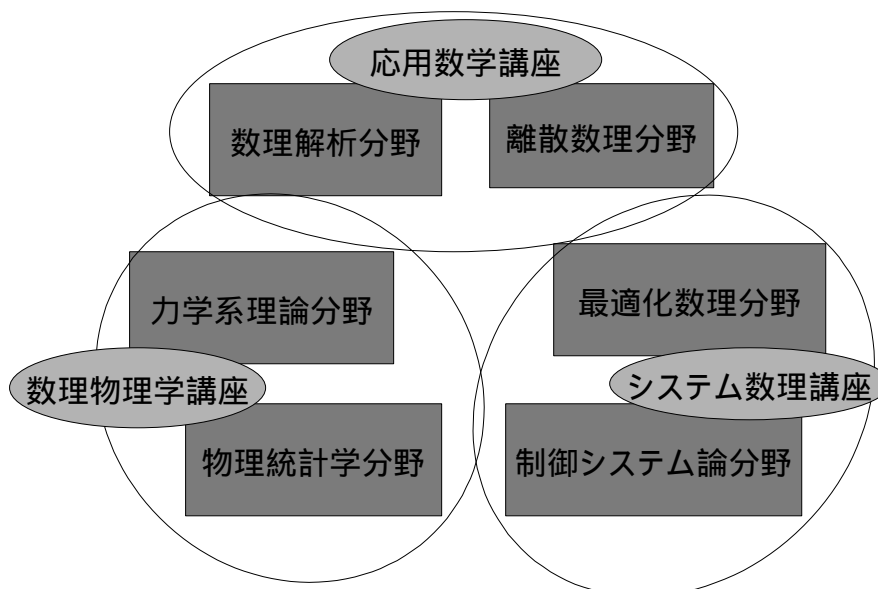 応用数学講座
数理解析分野
離散数理分野
力学系理論分野
最適化数理分野
数理物理学講座
システム数理講座
物理統計学分野
制御システム論分野